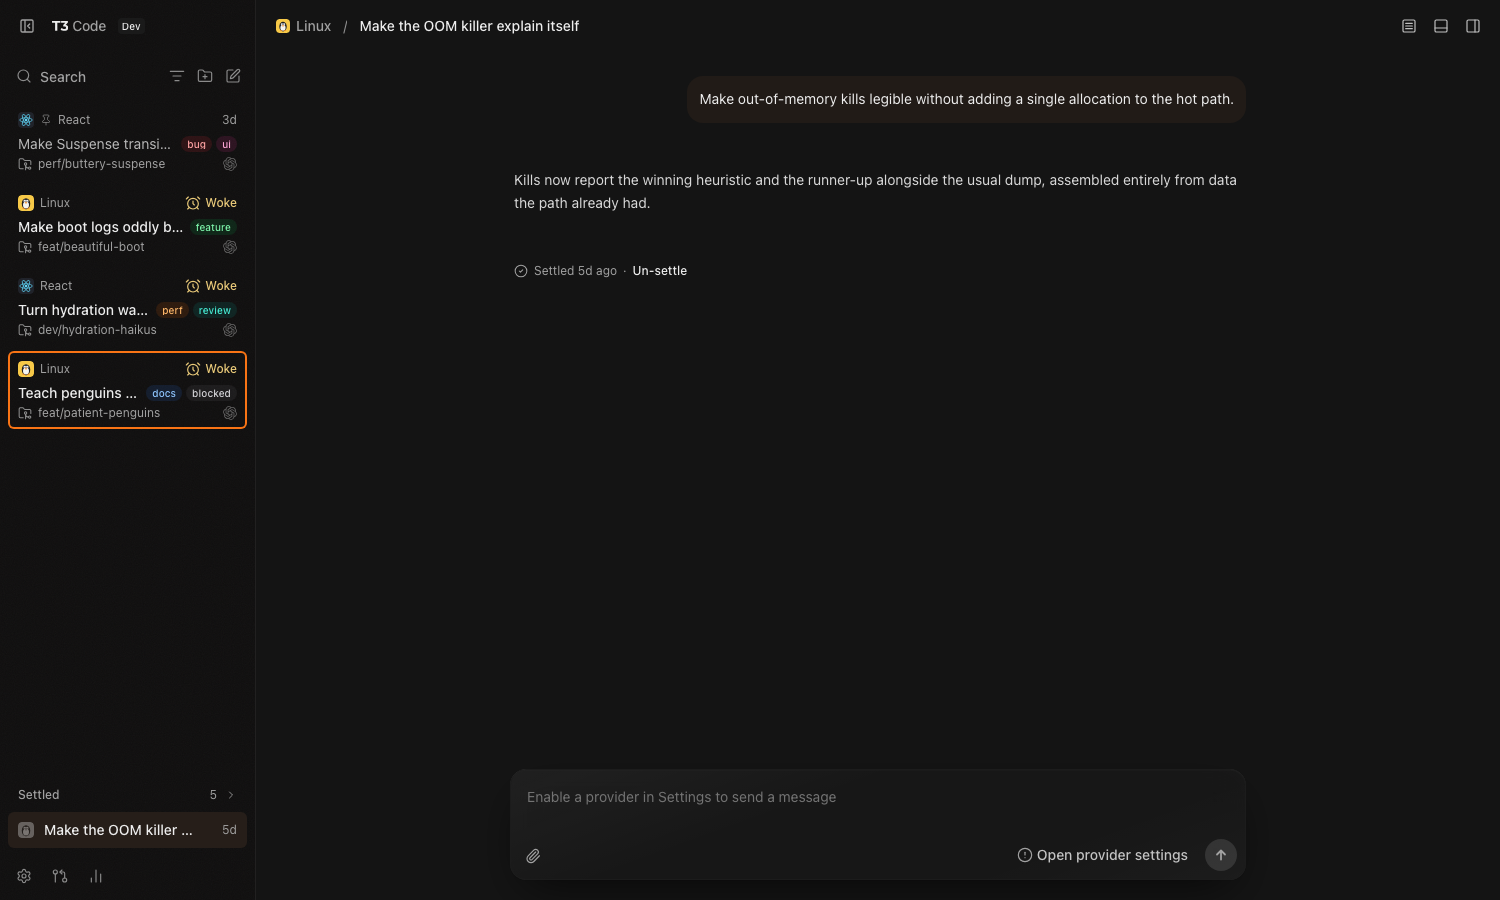 T3 Code Dev
Search
React 3d
Make Suspense transi... bug ui
perf/buttery-suspense
Linux Woke
Make boot logs oddly b... feature
feat/beautiful-boot
React Woke
Turn hydration wa... perf review
dev/hydration-haikus
Linux Woke
Teach penguins ... docs blocked
feat/patient-penguins
Settled 5
Make the OOM killer ... 5d
Linux / Make the OOM killer explain itself
Make out-of-memory kills legible without adding a single allocation to the hot path.
Kills now report the winning heuristic and the runner-up alongside the usual dump, assembled entirely from data
the path already had.
Settled 5d ago · Un-settle
Enable a provider in Settings to send a message
Open provider settings